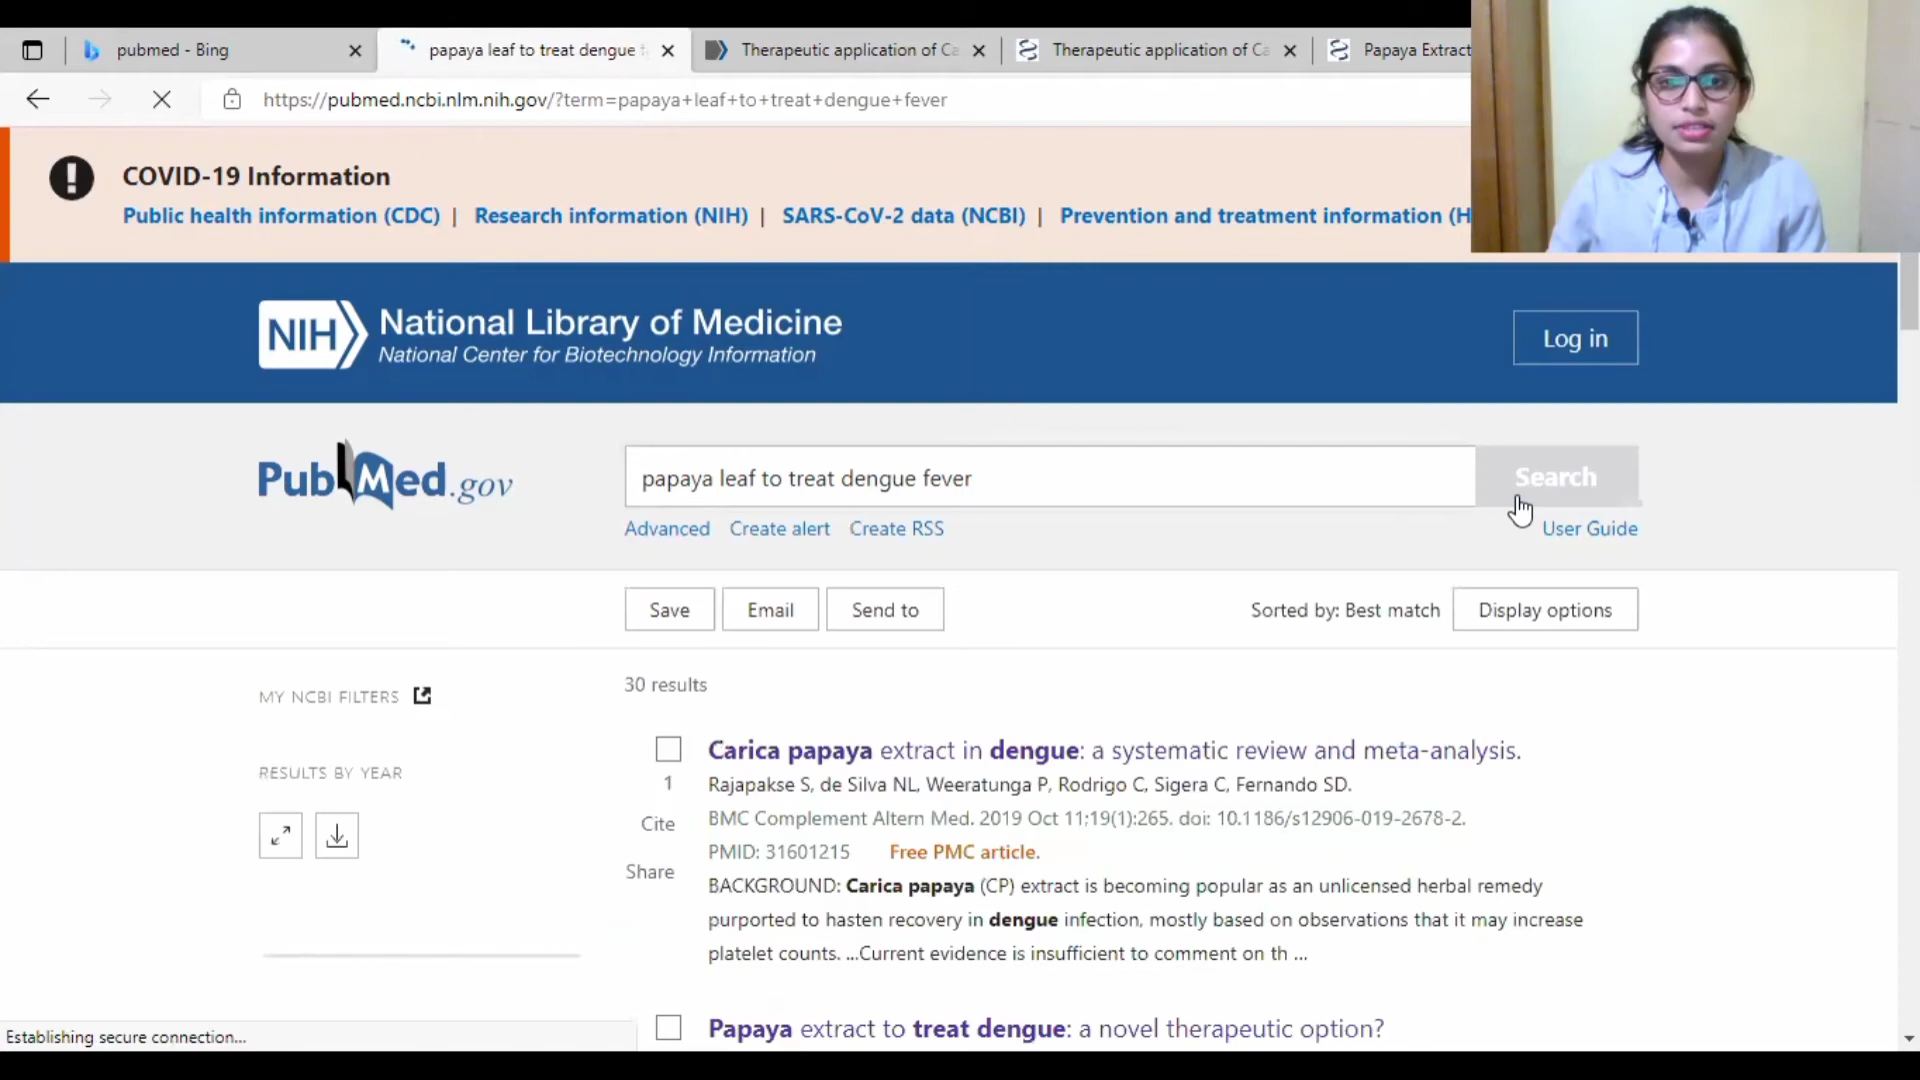 pubmed - Bing
papaya leaf to treat dengue
Therapeutic application of Ca
Therapeutic application of Ca
Papaya Extract
https://pubmed.ncbi.nlm.nih.gov/?term=papaya+leaf+to+treat+dengue+fever
COVID-19 Information
Public health information (CDC) | Research information (NIH) | SARS-CoV-2 data (NCBI) | Prevention and treatment information (H
NIH National Library of Medicine
National Center for Biotechnology Information
Log in
PubMed.gov
papaya leaf to treat dengue fever
Search
Advanced Create alert Create RSS
User Guide
Save Email Send to
Sorted by: Best match Display options
MY NCBI FILTERS
30 results
RESULTS BY YEAR
Carica papaya extract in dengue: a systematic review and meta-analysis.
1
Rajapakse S, de Silva NL, Weeratunga P, Rodrigo C, Sigera C, Fernando SD.
Cite
BMC Complement Altern Med. 2019 Oct 11;19(1):265. doi: 10.1186/s12906-019-2678-2.
PMID: 31601215 Free PMC article.
Share
BACKGROUND: Carica papaya (CP) extract is becoming popular as an unlicensed herbal remedy
purported to hasten recovery in dengue infection, mostly based on observations that it may increase
platelet counts. ...Current evidence is insufficient to comment on th ...
Papaya extract to treat dengue: a novel therapeutic option?
Establishing secure connection...